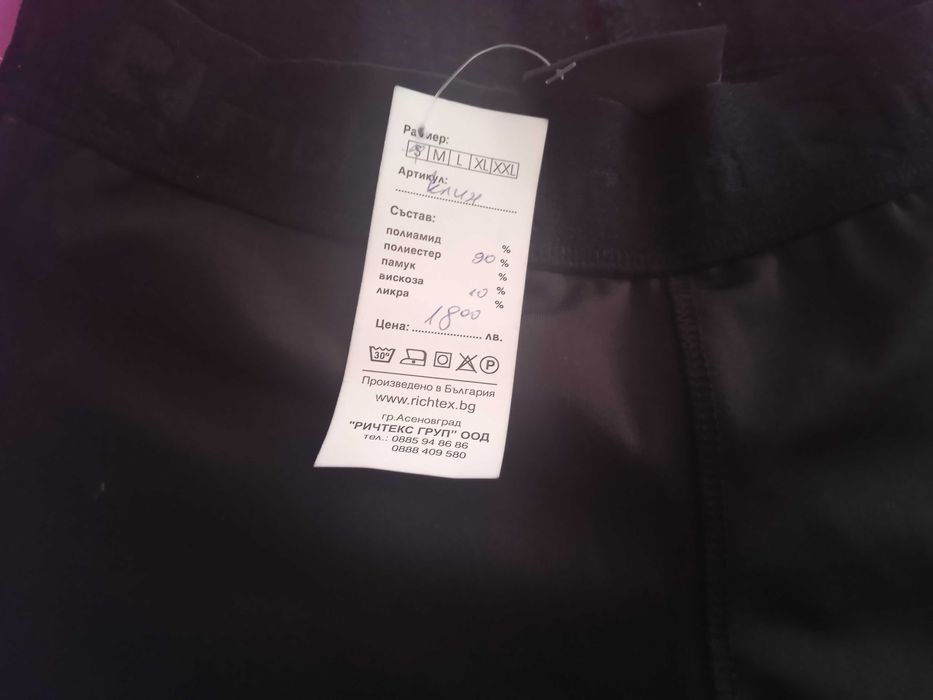 Размер:
S M L XL XXL
Артикул:
клин
Състав:
полиамид %
полиестер 90 %
памук %
вискоза 10 %
ликра %
Цена: 18 00 лв.
30° P
Произведено в България
www.richtex.bg
гр.Асеновград
"РИЧТЕКС ГРУП" ООД
тел.: 0885 94 86 86
0888 409 580